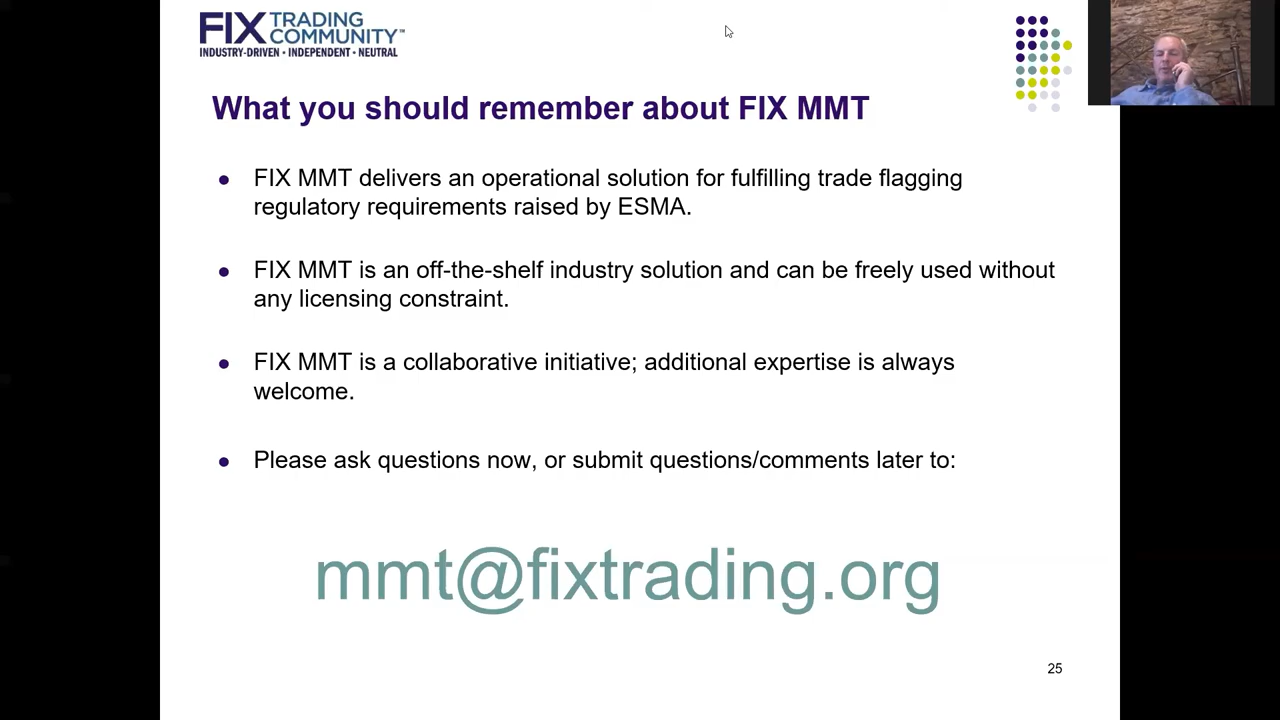 FIX TRADING COMMUNITY™
INDUSTRY-DRIVEN • INDEPENDENT • NEUTRAL
What you should remember about FIX MMT
● FIX MMT delivers an operational solution for fulfilling trade flagging
regulatory requirements raised by ESMA.
● FIX MMT is an off-the-shelf industry solution and can be freely used without
any licensing constraint.
● FIX MMT is a collaborative initiative; additional expertise is always
welcome.
● Please ask questions now, or submit questions/comments later to:
mmt@fixtrading.org
25